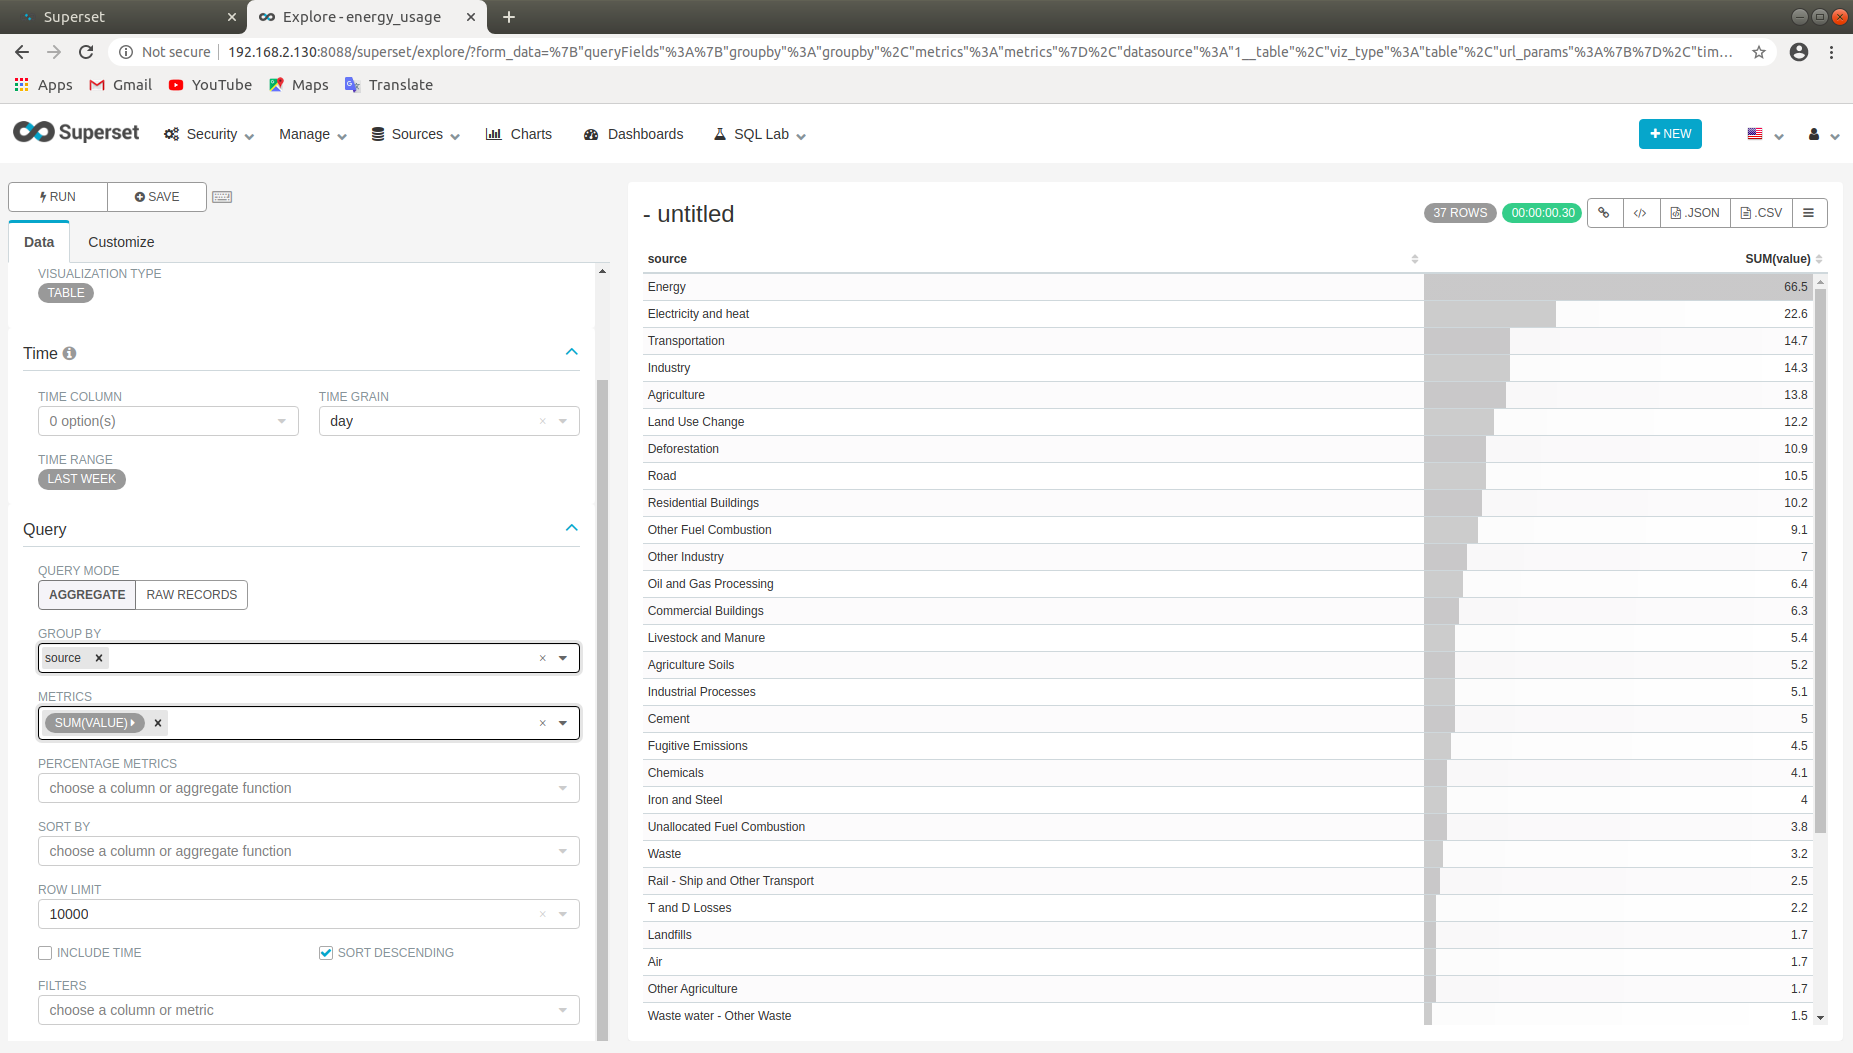 Superset
Explore - energy_usage
Not secure
192.168.2.130:8088/superset/explore/?form_data=%7B"queryFields"%3A%7B"groupby"%3A"groupby"%2C"metrics"%3A"metrics"%7D%2C"datasource"%3A"1__table"%2C"viz_type"%3A"table"%2C"url_params"%3A%7B%7D%2C"tim...
Apps
Gmail
YouTube
Maps
Translate
Superset
Security
Manage
Sources
Charts
Dashboards
SQL Lab
NEW
RUN
SAVE
Data
Customize
VISUALIZATION TYPE
TABLE
Time
TIME COLUMN
TIME GRAIN
0 option(s)
day
TIME RANGE
LAST WEEK
Query
QUERY MODE
AGGREGATE
RAW RECORDS
GROUP BY
source
METRICS
SUM(VALUE)
PERCENTAGE METRICS
choose a column or aggregate function
SORT BY
choose a column or aggregate function
ROW LIMIT
10000
INCLUDE TIME
SORT DESCENDING
FILTERS
choose a column or metric
- untitled
37 ROWS
00:00:00.30
</>
.JSON
.CSV
source SUM(value)
Energy 66.5
Electricity and heat 22.6
Transportation 14.7
Industry 14.3
Agriculture 13.8
Land Use Change 12.2
Deforestation 10.9
Road 10.5
Residential Buildings 10.2
Other Fuel Combustion 9.1
Other Industry 7
Oil and Gas Processing 6.4
Commercial Buildings 6.3
Livestock and Manure 5.4
Agriculture Soils 5.2
Industrial Processes 5.1
Cement 5
Fugitive Emissions 4.5
Chemicals 4.1
Iron and Steel 4
Unallocated Fuel Combustion 3.8
Waste 3.2
Rail - Ship and Other Transport 2.5
T and D Losses 2.2
Landfills 1.7
Air 1.7
Other Agriculture 1.7
Waste water - Other Waste 1.5